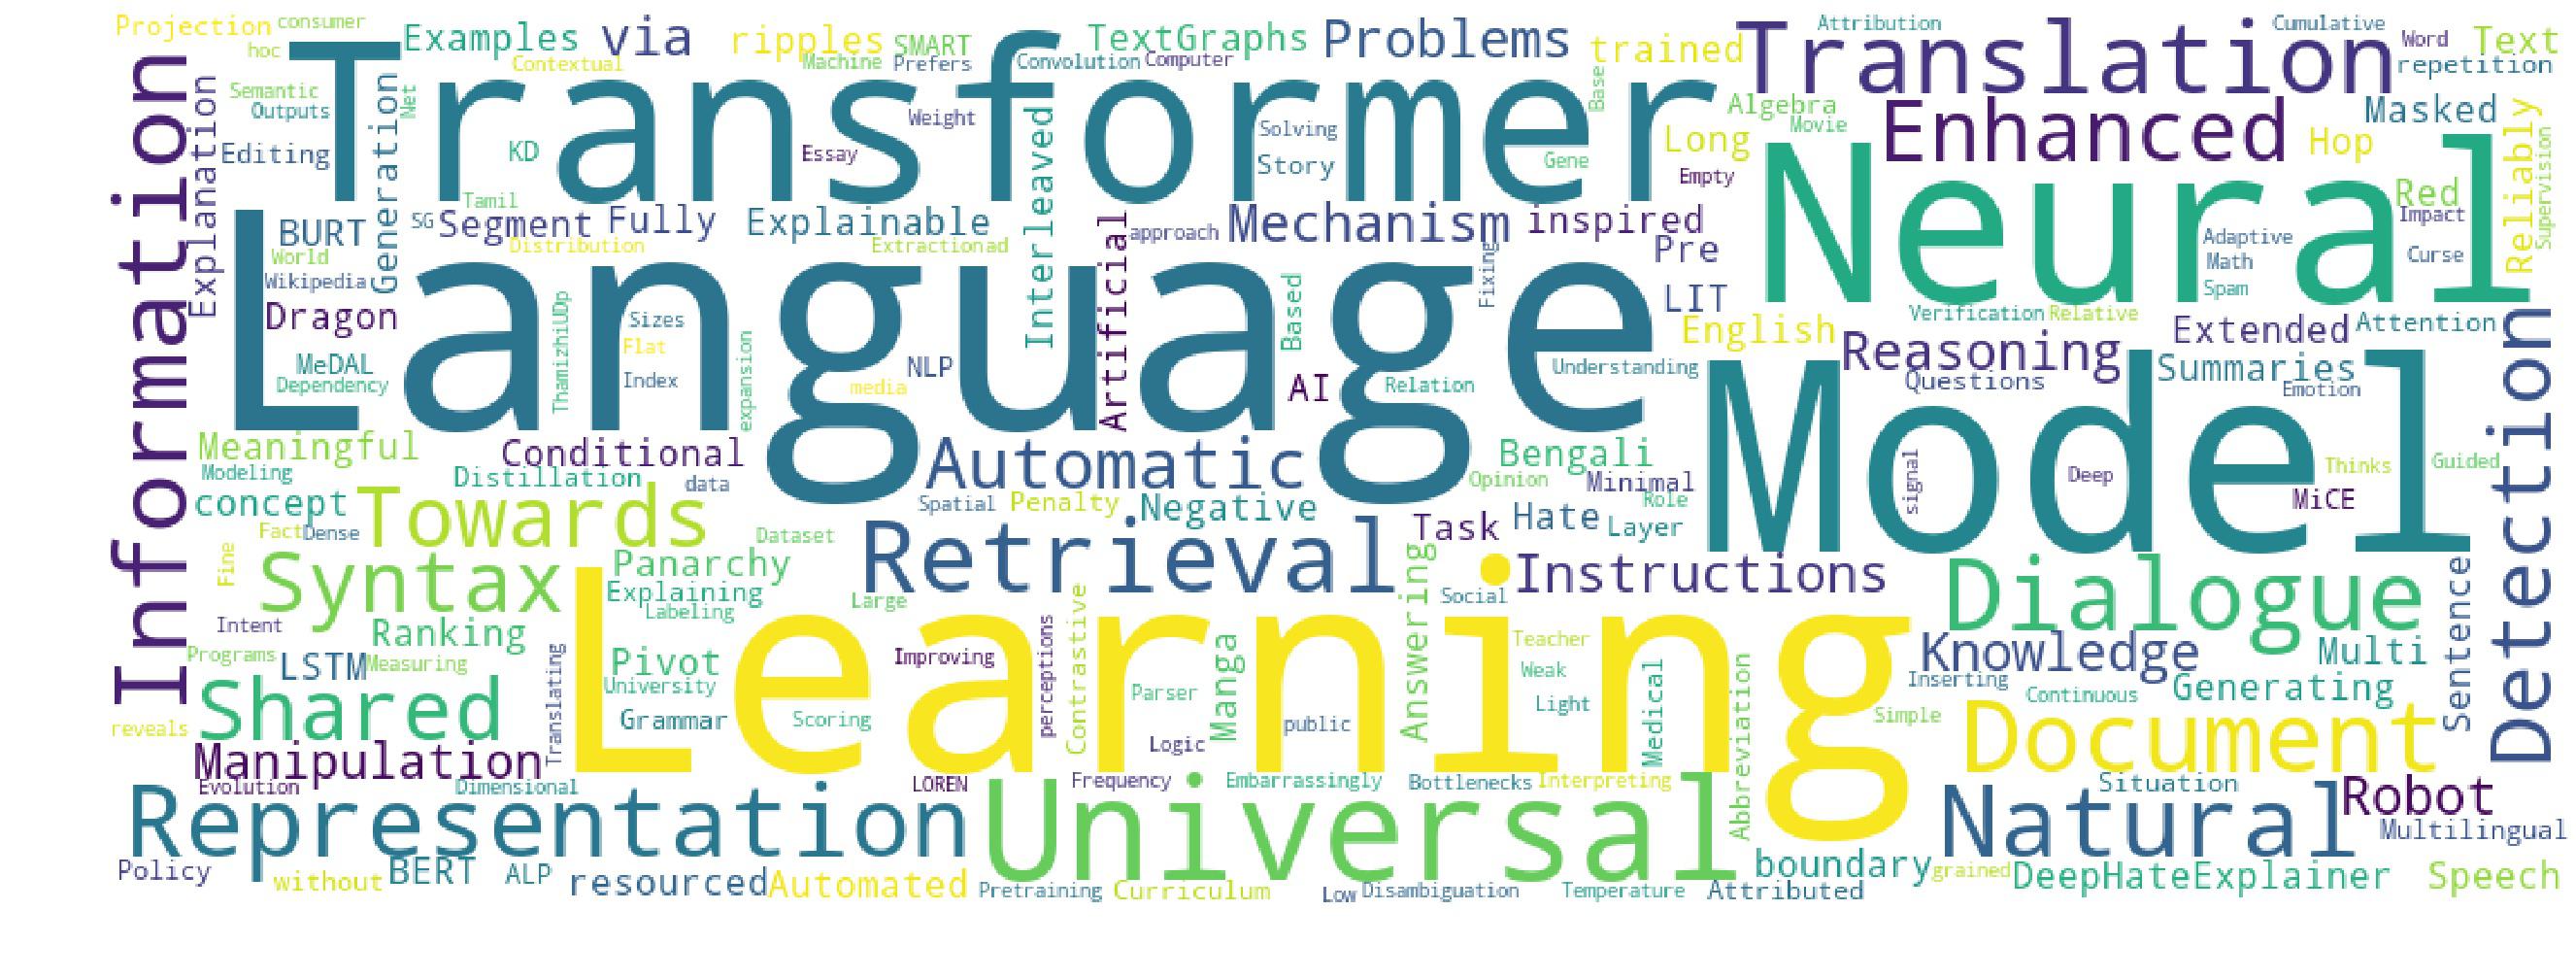 Projection consumer Examples via ripples SMART TextGraphs Problems trained Translation Attribution Cumulative Word Text
hoc Contextual Machine Prefers Convolution Computer repetition
Transformer
Semantic Outputs Net Weight Interleaved Solving Base Algebra Movie Enhanced Masked
Information Explanation Editing Generation KD Essay Story Gene Long Empty Hop Reliably Supervision
Neural
Tamil Red Impact
BURT SG Segment Fully Explainable approach Mechanism inspired Pre Adaptive Curse
World Distribution Extractionad Artificial Fixing Math
Language
Wikipedia Based LIT Spam
Dragon ThamizhiUDp Sizes English Verification Relative Extended Attention Detection
MeDAL Flat expansion NLP Understanding Reasoning Summaries
Dependency Index media AI Relation Questions Emotion
Model
Meaningful Conditional Automatic Bengali signal Deep Thinks Guided
Modeling Distillation data Opinion Minimal MiCE
concept Towards Spatial Penalty Negative Role
Fact Dense Dataset Retrieval Task Hate Layer
Fine Syntax Panarchy Answering Instructions Dialogue Sentence
Explaining Large Contrastive Social
Labeling
Learning
Intent Ranking perceptions Manga Teacher Knowledge Multi
Programs LSTM Measuring Translating Pivot Improving Weak Medical Abbreviation
University Parser Inserting Continuous Generating
Shared Grammar Scoring public Light Simple Document
reveals Logic
Manipulation
Evolution Dimensional LOREN Frequency Embarrassingly Bottlenecks Interpreting Situation Robot
Representation Universal Natural Multilingual
Policy without BERT ALP resourced Automated boundary grained DeepHateExplainer Speech
Pretraining Curriculum Low Disambiguation Temperature Attributed